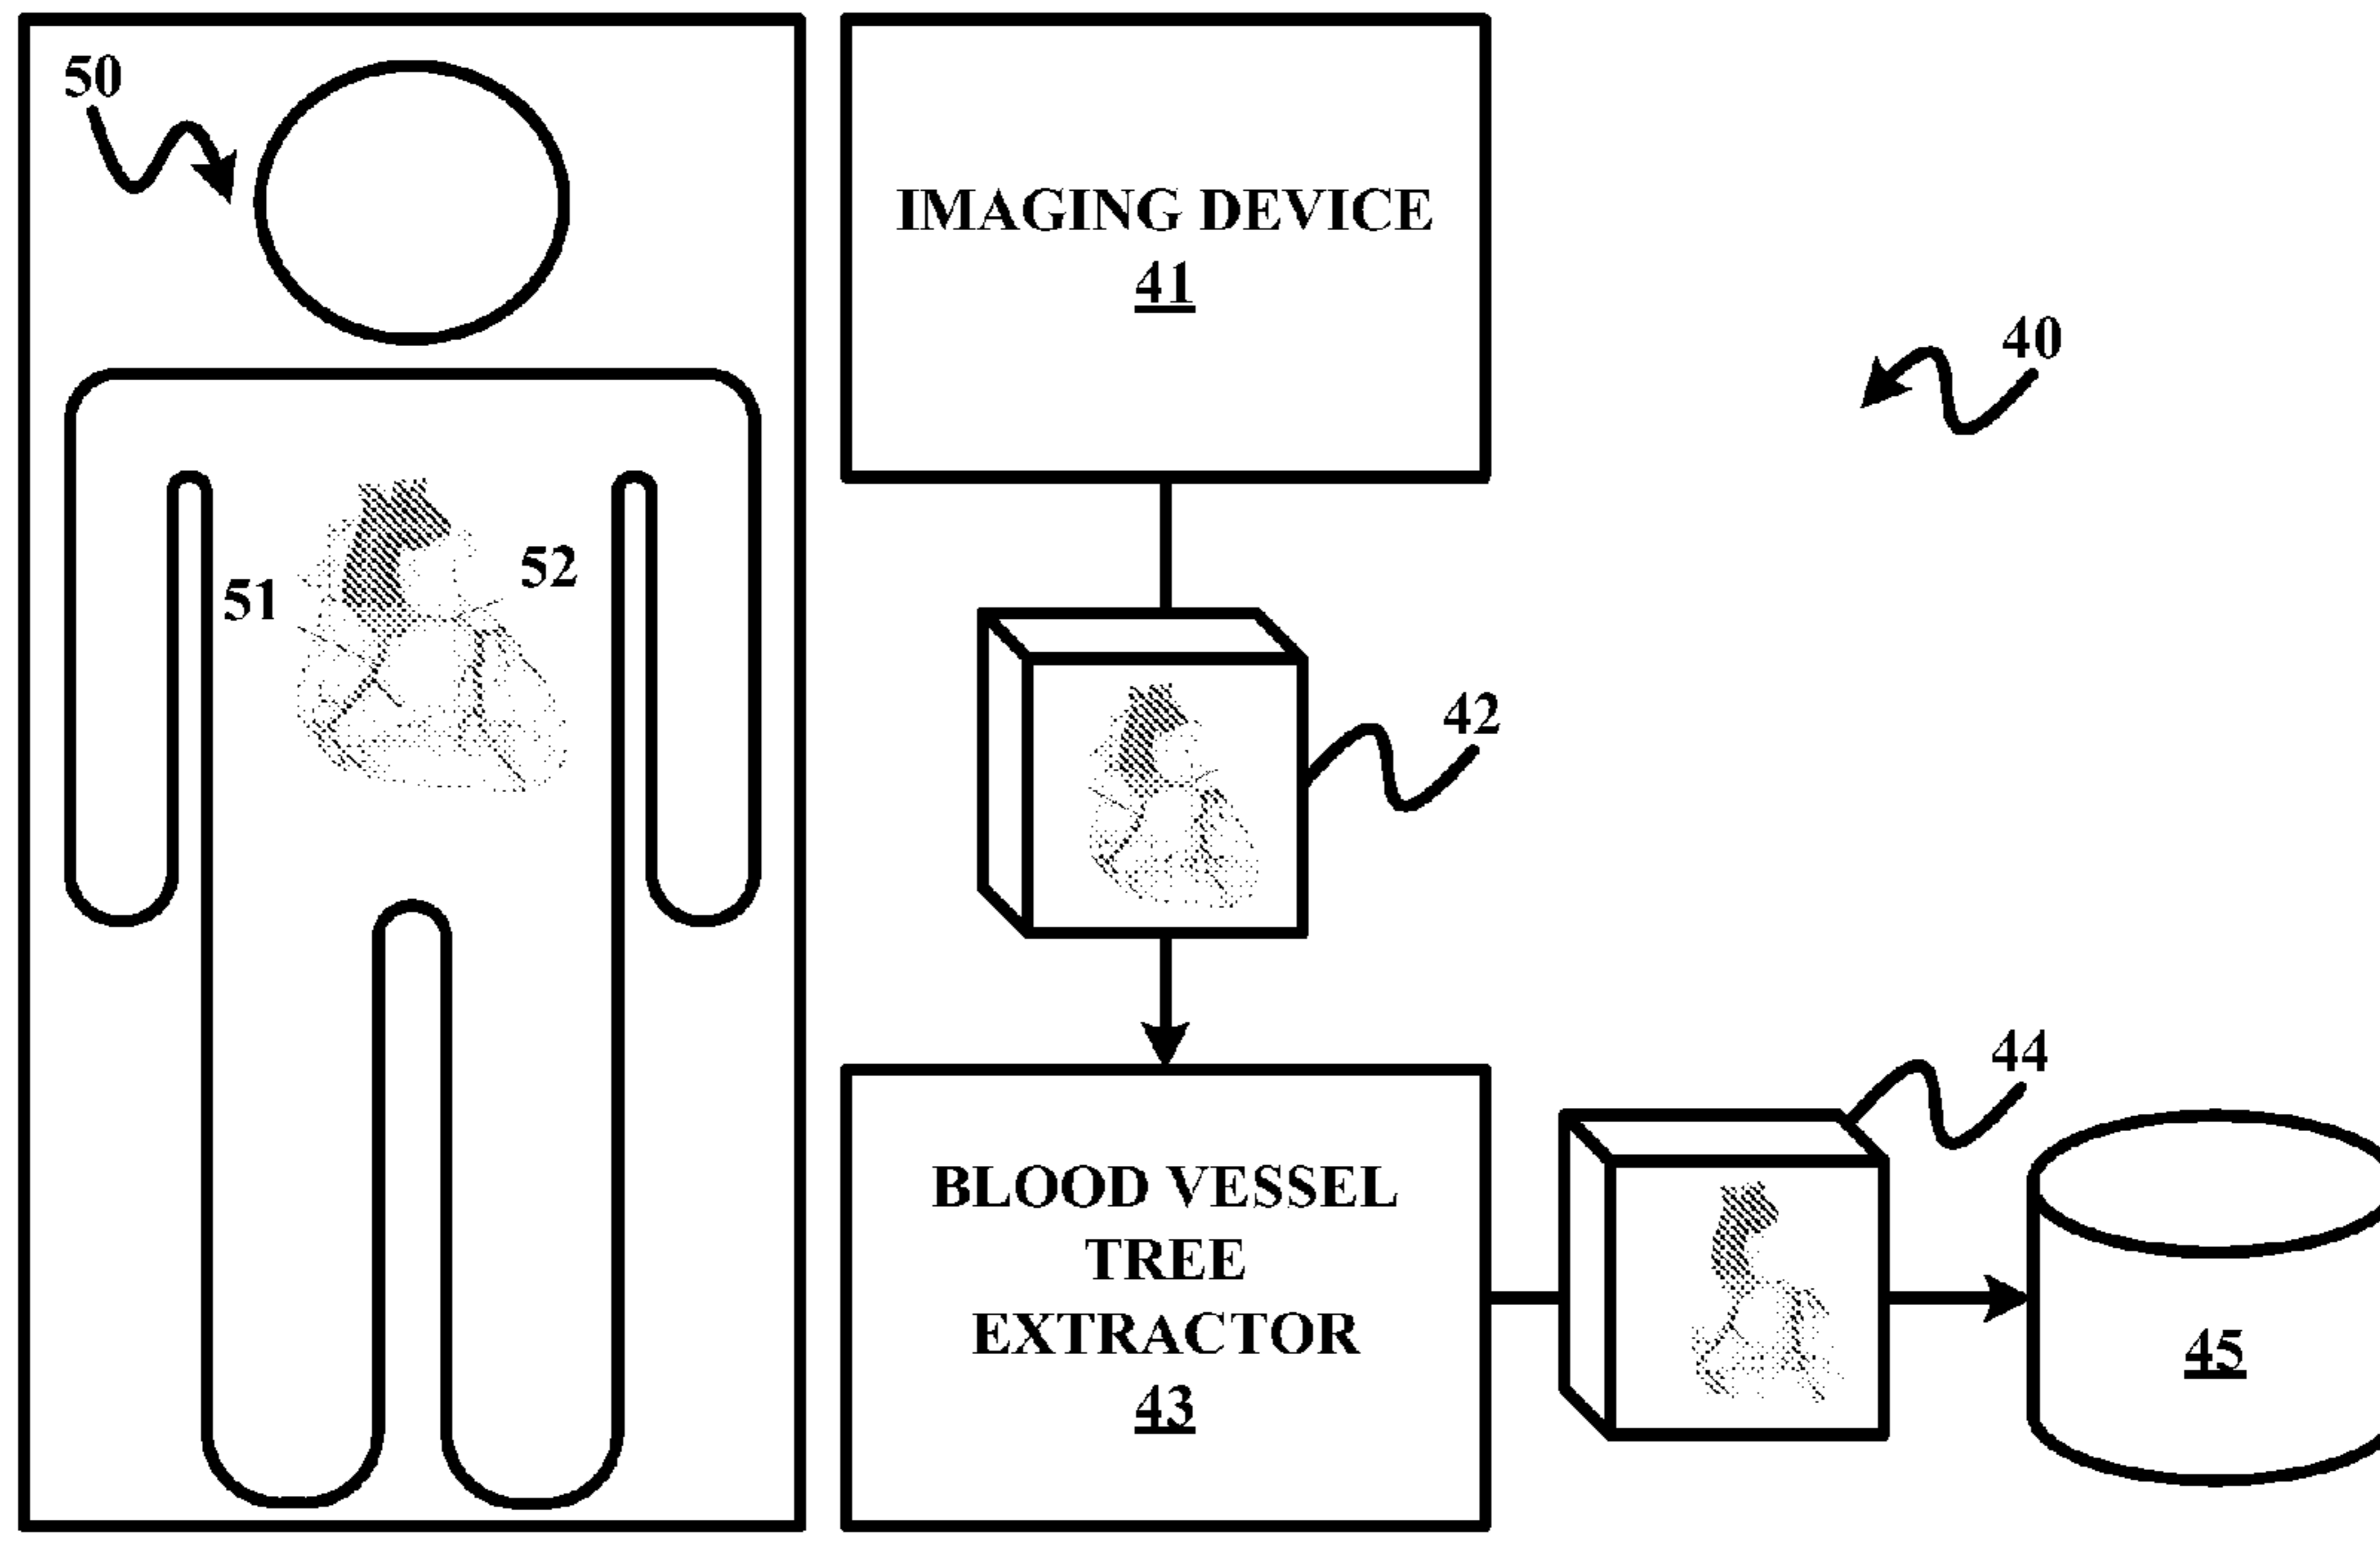 50
51
52
IMAGING DEVICE
41
40
42
BLOOD VESSEL
TREE
EXTRACTOR
43
44
45